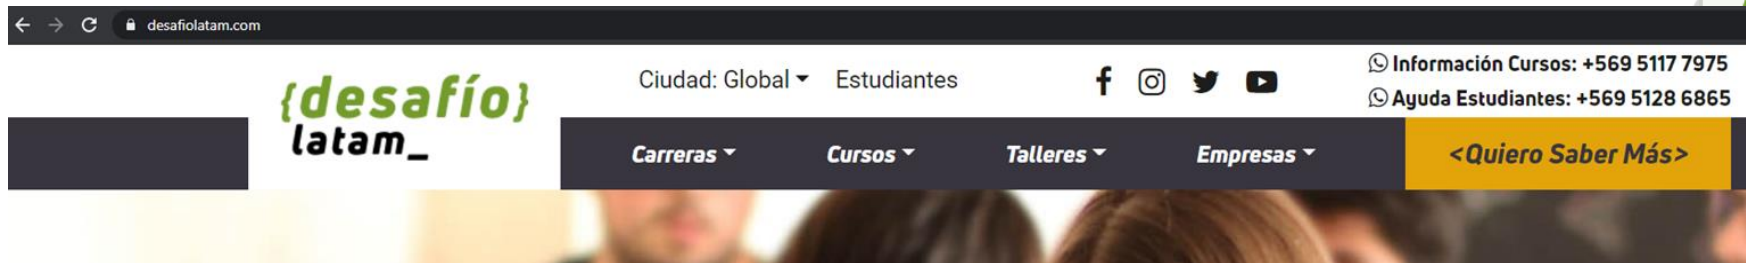 desafiolatam.com
{desafío}
latam_
Ciudad: Global Estudiantes
Información Cursos: +569 5117 7975
Ayuda Estudiantes: +569 5128 6865
Carreras Cursos Talleres Empresas <Quiero Saber Más>